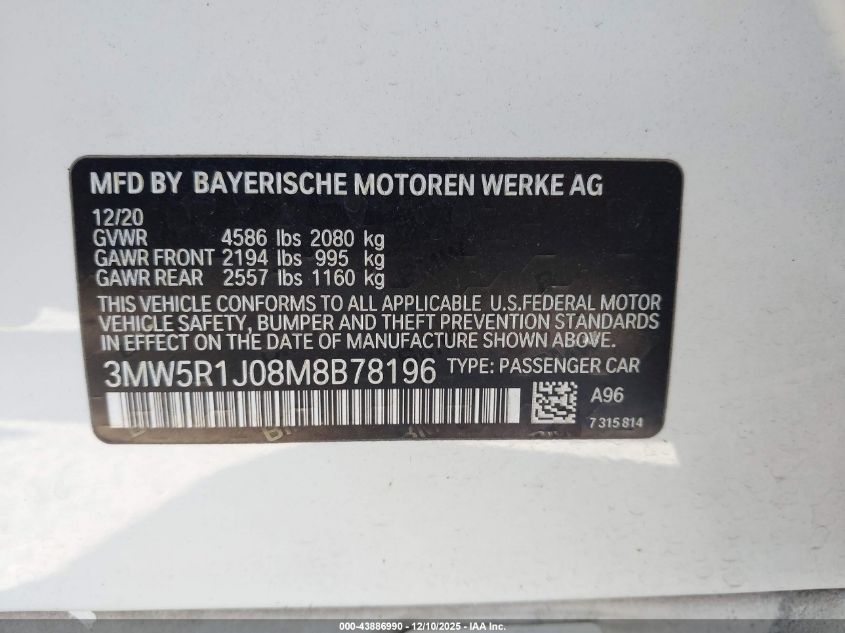 MFD BY BAYERISCHE MOTOREN WERKE AG
12/20
GVWR 4586 lbs 2080 kg
GAWR FRONT 2194 lbs 995 kg
GAWR REAR 2557 lbs 1160 kg
THIS VEHICLE CONFORMS TO ALL APPLICABLE U.S.FEDERAL MOTOR
VEHICLE SAFETY, BUMPER AND THEFT PREVENTION STANDARDS
IN EFFECT ON THE DATE OF MANUFACTURE SHOWN ABOVE.
3MW5R1J08M8B78196 TYPE: PASSENGER CAR
A96
7 315 814
000-43886990 - 12/10/2025 - IAA Inc.